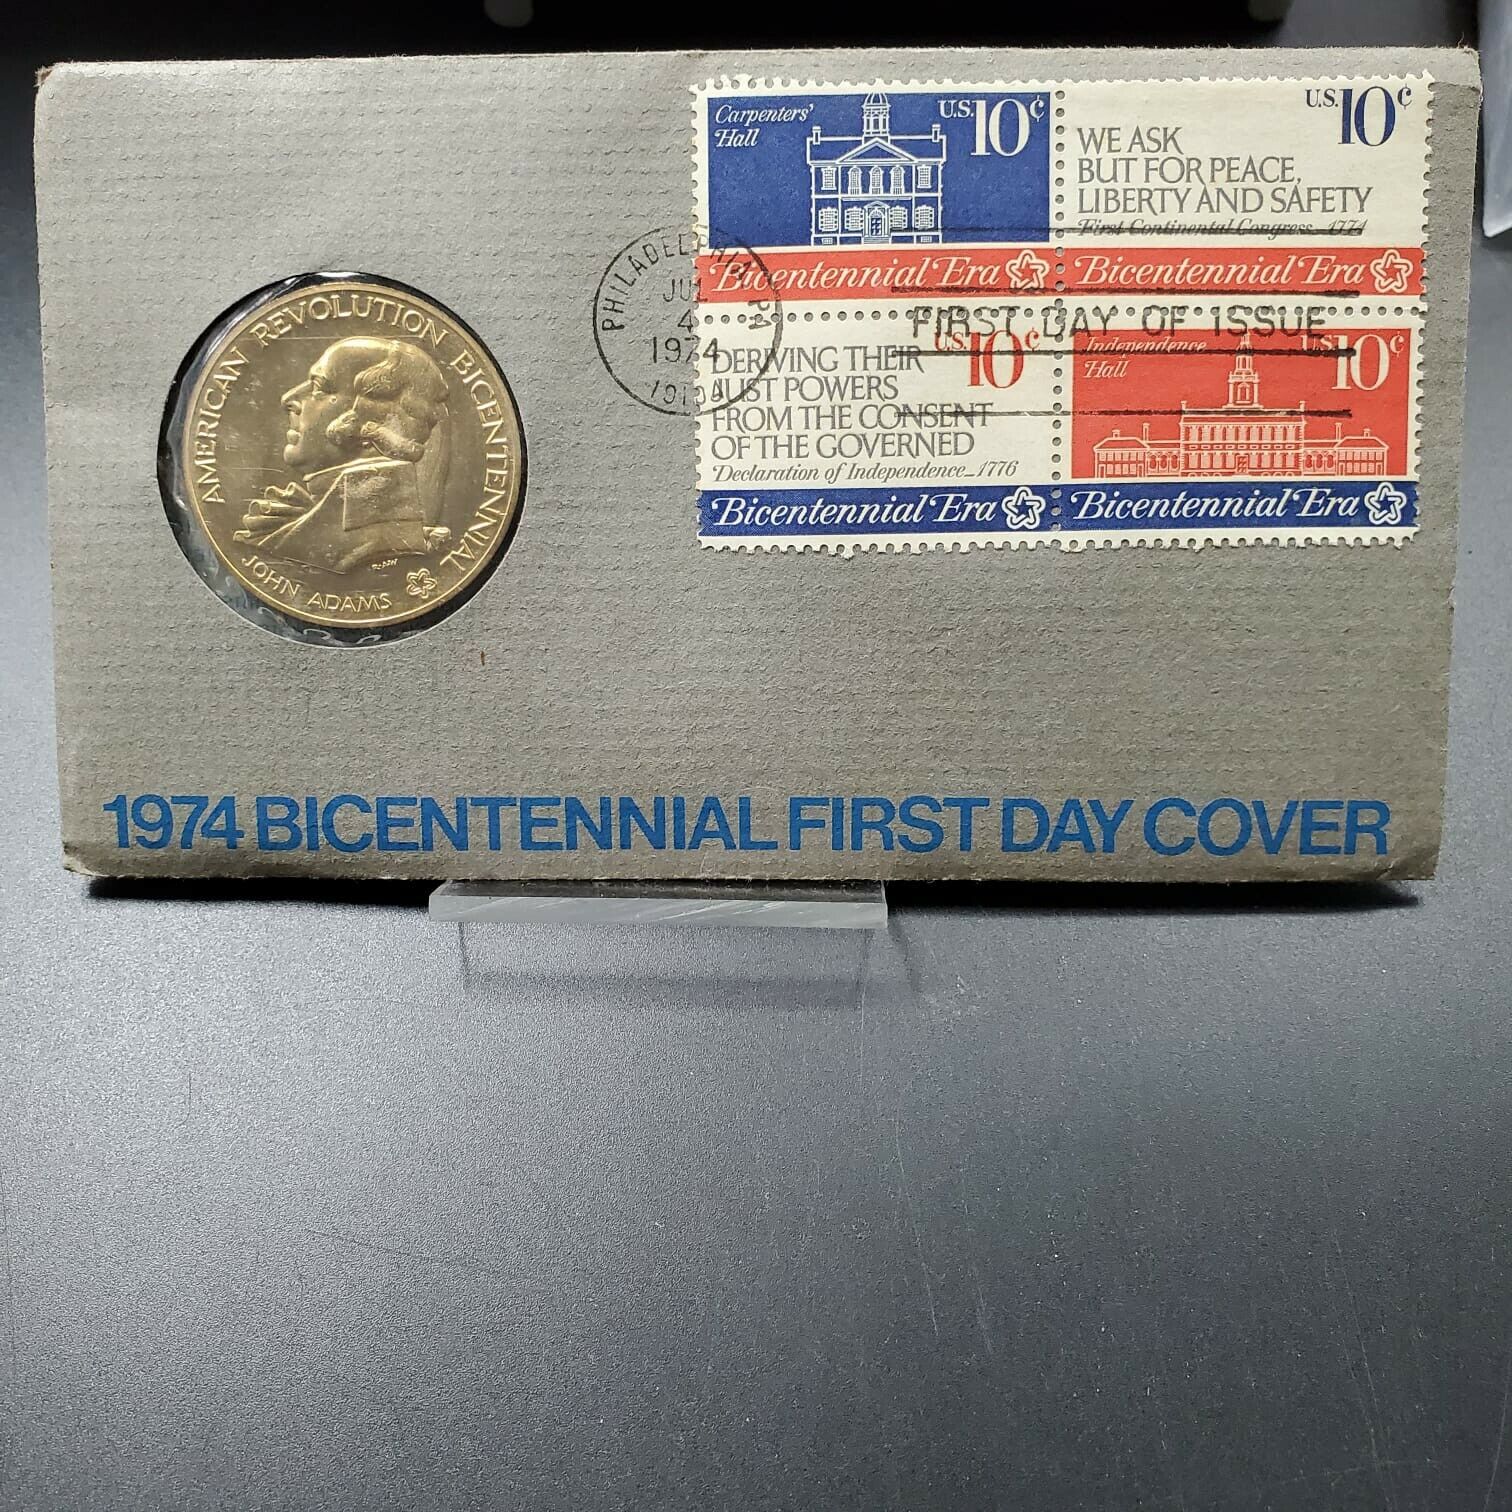 Carpenters'
Hall
U.S. 10¢
Bicentennial Era
U.S. 10¢
WE ASK
BUT FOR PEACE,
LIBERTY AND SAFETY
First Continental Congress 1774
Bicentennial Era
U.S. 10¢
DERIVING THEIR
JUST POWERS
FROM THE CONSENT
OF THE GOVERNED
Declaration of Independence_1776
Bicentennial Era
Independence
Hall
U.S. 10¢
Bicentennial Era
PHILADELPHIA PA
JUL
4
1974
FIRST DAY OF ISSUE
AMERICAN REVOLUTION BICENTENNIAL
JOHN ADAMS
1974 BICENTENNIAL FIRST DAY COVER